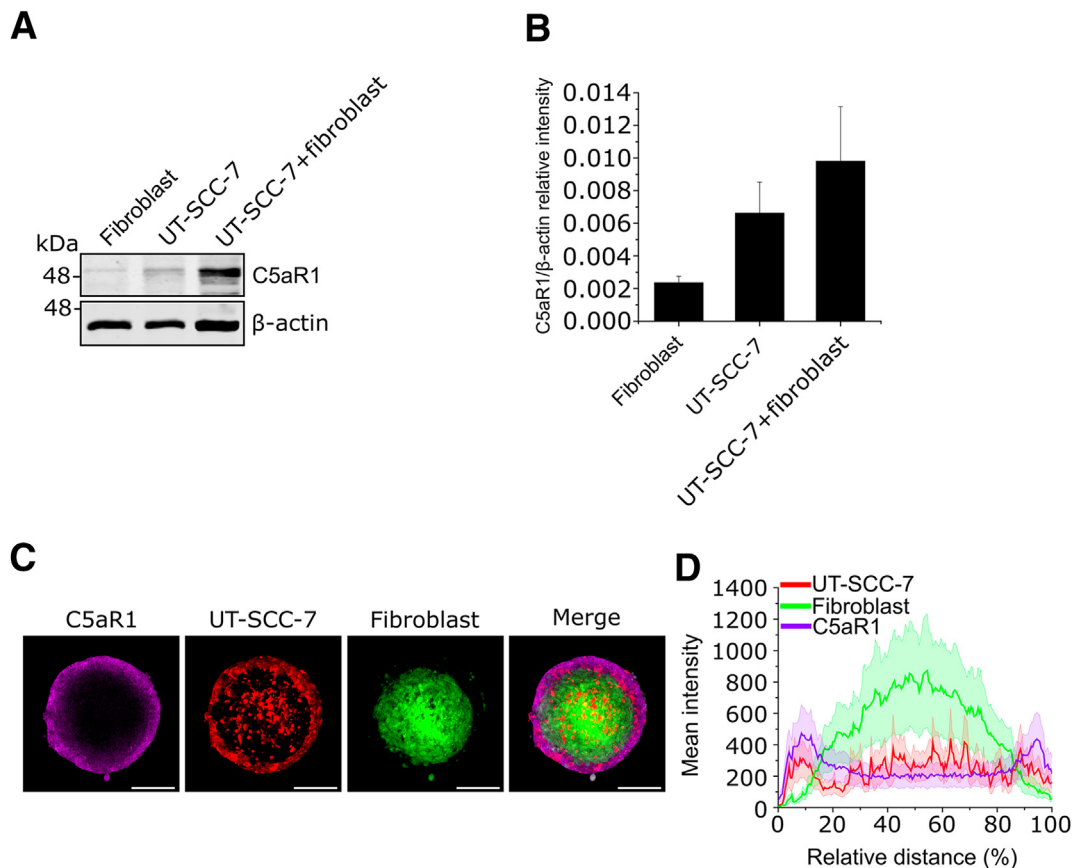 A
Fibroblast
UT-SCC-7
UT-SCC-7+fibroblast
kDa
48
C5aR1
48
β-actin
B
C5aR1/β-actin relative intensity
0.014
0.012
0.010
0.008
0.006
0.004
0.002
0.000
Fibroblast
UT-SCC-7
UT-SCC-7+fibroblast
C
C5aR1
UT-SCC-7
Fibroblast
Merge
D
Mean intensity
1400
1200
1000
800
600
400
200
0
UT-SCC-7
Fibroblast
C5aR1
0 20 40 60 80 100
Relative distance (%)